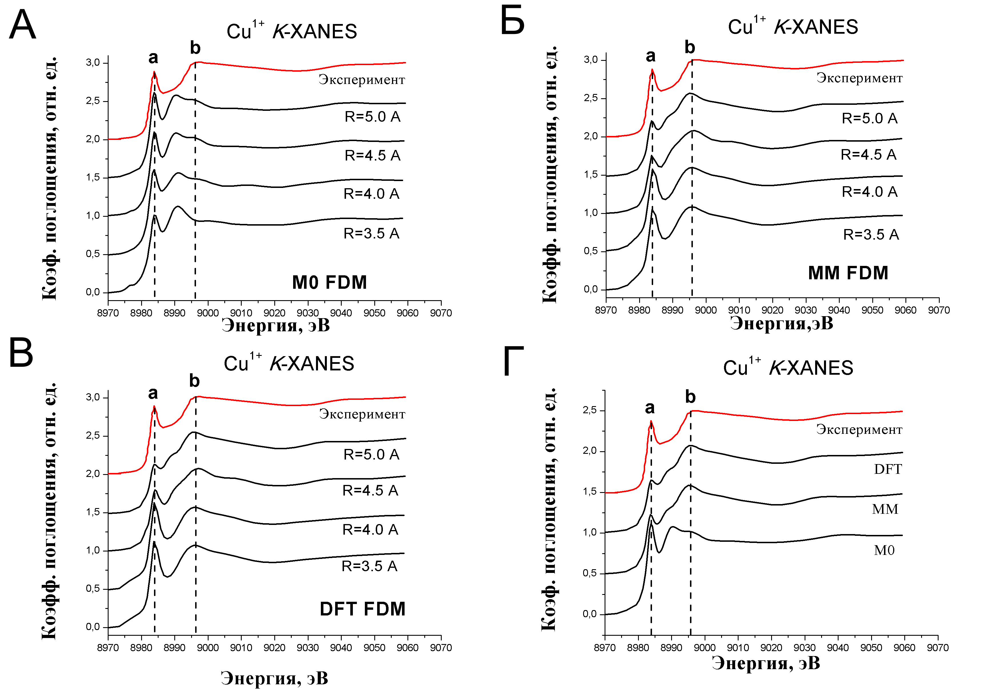 А
Cu1+ K-XANES
a
b
Коэфф. поглощения, отн. ед.
3,0
2,5
2,0
1,5
1,0
0,5
0,0
Эксперимент
R=5.0 A
R=4.5 A
R=4.0 A
R=3.5 A
M0 FDM
8970 8980 8990 9000 9010 9020 9030 9040 9050 9060 9070
Энергия, эВ
Б
Cu1+ K-XANES
a
b
Коэфф. поглощения, отн. ед.
3,0
2,5
2,0
1,5
1,0
0,5
0,0
Эксперимент
R=5.0 A
R=4.5 A
R=4.0 A
R=3.5 A
MM FDM
8970 8980 8990 9000 9010 9020 9030 9040 9050 9060 9070
Энергия,эВ
В
Cu1+ K-XANES
a
b
Коэфф. поглощения, отн. ед.
3,0
2,5
2,0
1,5
1,0
0,5
0,0
Эксперимент
R=5.0 A
R=4.5 A
R=4.0 A
R=3.5 A
DFT FDM
8970 8980 8990 9000 9010 9020 9030 9040 9050 9060 9070
Энергия, эВ
Г
Cu1+ K-XANES
a
b
Коэфф. поглощения, отн. ед.
2,5
2,0
1,5
1,0
0,5
0,0
Эксперимент
DFT
MM
M0
8970 8980 8990 9000 9010 9020 9030 9040 9050 9060 9070
Энергия, эВ